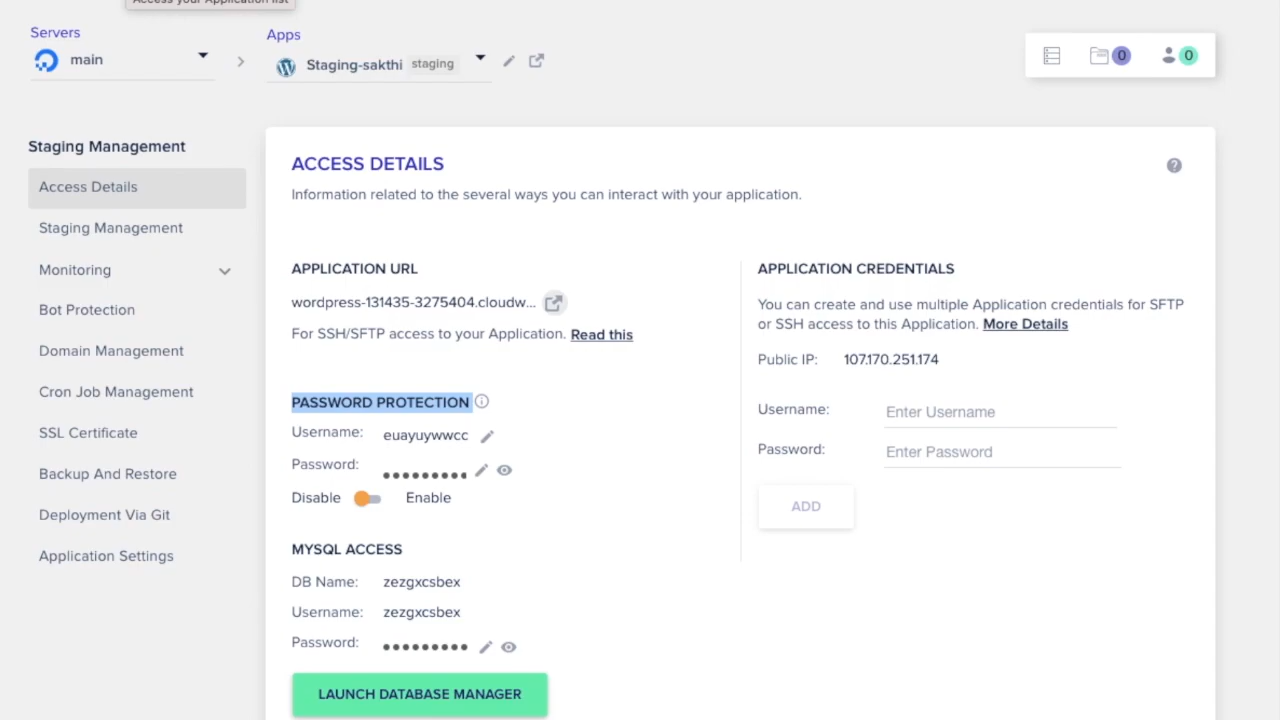 Access your Application list
Servers
main
Apps
Staging-sakthi staging
0
0
Staging Management
Access Details
Staging Management
Monitoring
Bot Protection
Domain Management
Cron Job Management
SSL Certificate
Backup And Restore
Deployment Via Git
Application Settings
ACCESS DETAILS
Information related to the several ways you can interact with your application.
APPLICATION URL
wordpress-131435-3275404.cloudw...
For SSH/SFTP access to your Application. Read this
PASSWORD PROTECTION
Username: euayuywwcc
Password: •••••••••
Disable Enable
MYSQL ACCESS
DB Name: zezgxcsbex
Username: zezgxcsbex
Password: •••••••••
LAUNCH DATABASE MANAGER
APPLICATION CREDENTIALS
You can create and use multiple Application credentials for SFTP
or SSH access to this Application. More Details
Public IP: 107.170.251.174
Username: Enter Username
Password: Enter Password
ADD